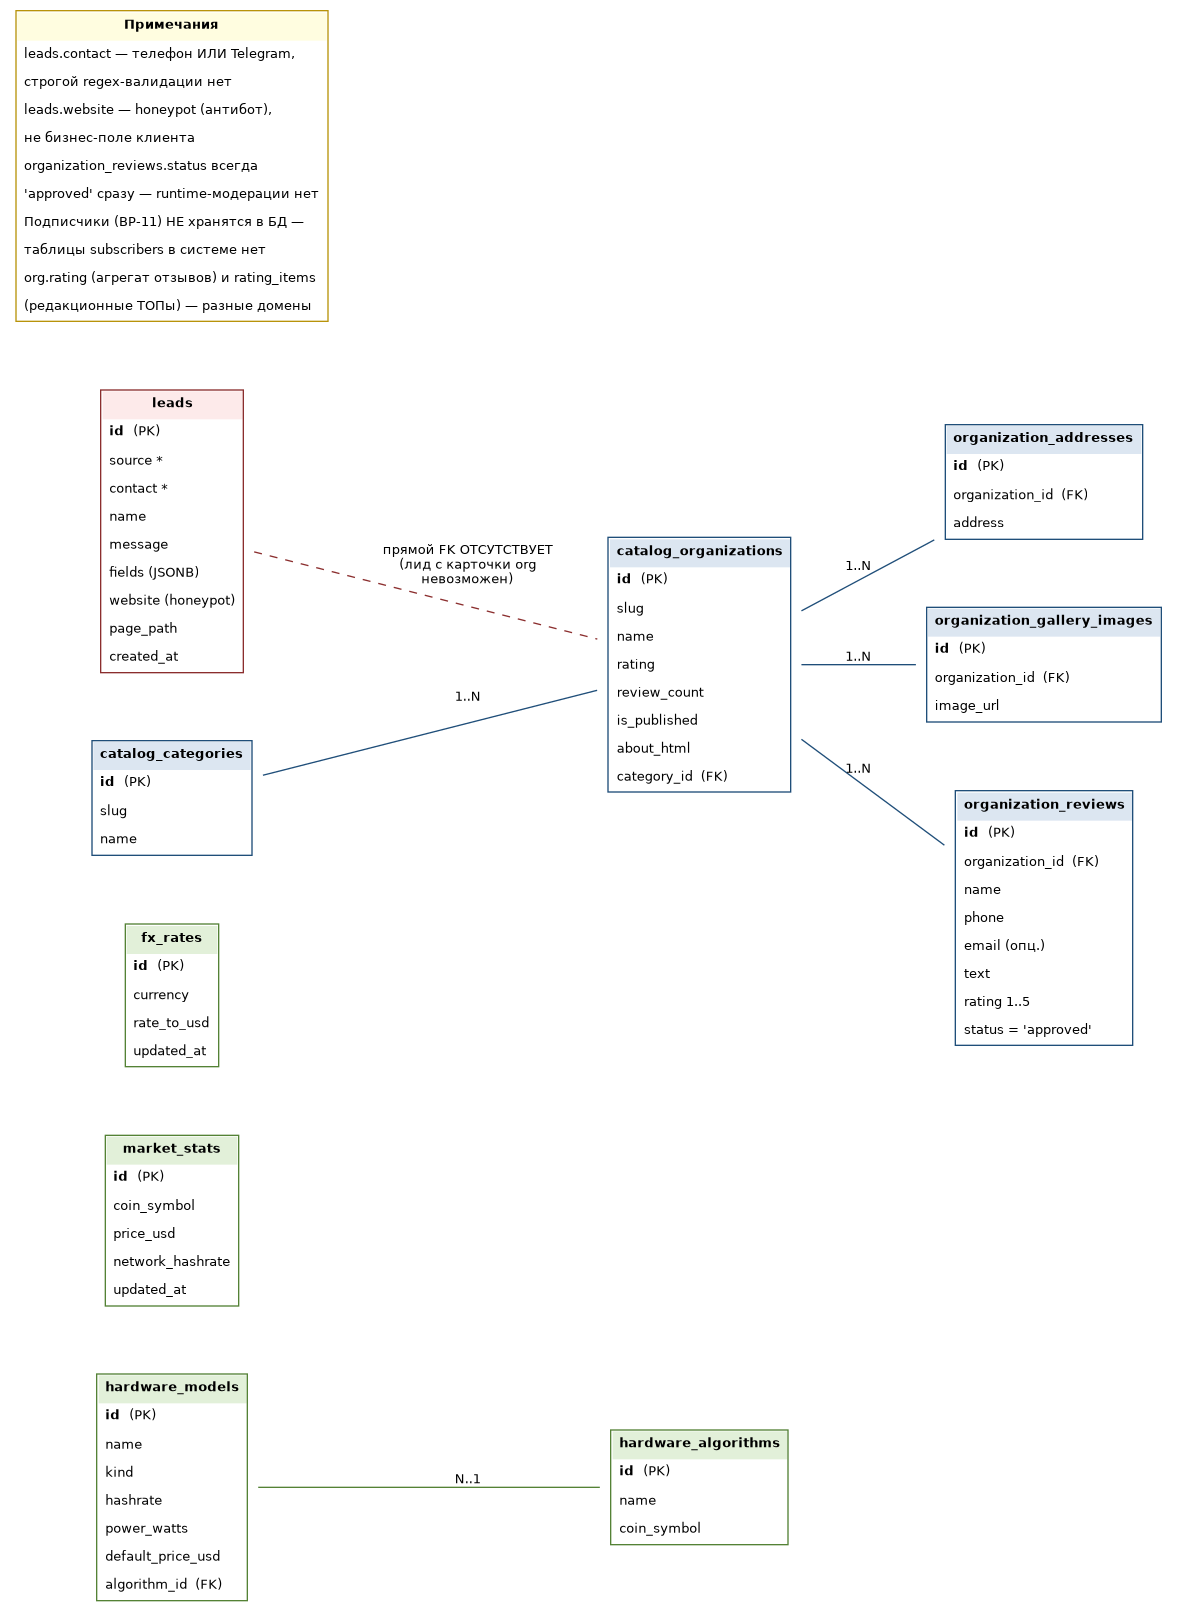 Примечания
leads.contact — телефон ИЛИ Telegram,
строгой regex-валидации нет
leads.website — honeypot (антибот),
не бизнес-поле клиента
organization_reviews.status всегда
'approved' сразу — runtime-модерации нет
Подписчики (BP-11) НЕ хранятся в БД —
таблицы subscribers в системе нет
org.rating (агрегат отзывов) и rating_items
(редакционные ТОПы) — разные домены
leads
id (PK)
source *
contact *
name
message
fields (JSONB)
website (honeypot)
page_path
created_at
прямой FK ОТСУТСТВУЕТ
(лид с карточки org
невозможен)
catalog_organizations
id (PK)
slug
name
rating
review_count
is_published
about_html
category_id (FK)
organization_addresses
id (PK)
organization_id (FK)
address
1..N
organization_gallery_images
id (PK)
organization_id (FK)
image_url
1..N
1..N
organization_reviews
id (PK)
organization_id (FK)
name
phone
email (опц.)
text
rating 1..5
status = 'approved'
1..N
catalog_categories
id (PK)
slug
name
fx_rates
id (PK)
currency
rate_to_usd
updated_at
market_stats
id (PK)
coin_symbol
price_usd
network_hashrate
updated_at
hardware_models
id (PK)
name
kind
hashrate
power_watts
default_price_usd
algorithm_id (FK)
N..1
hardware_algorithms
id (PK)
name
coin_symbol